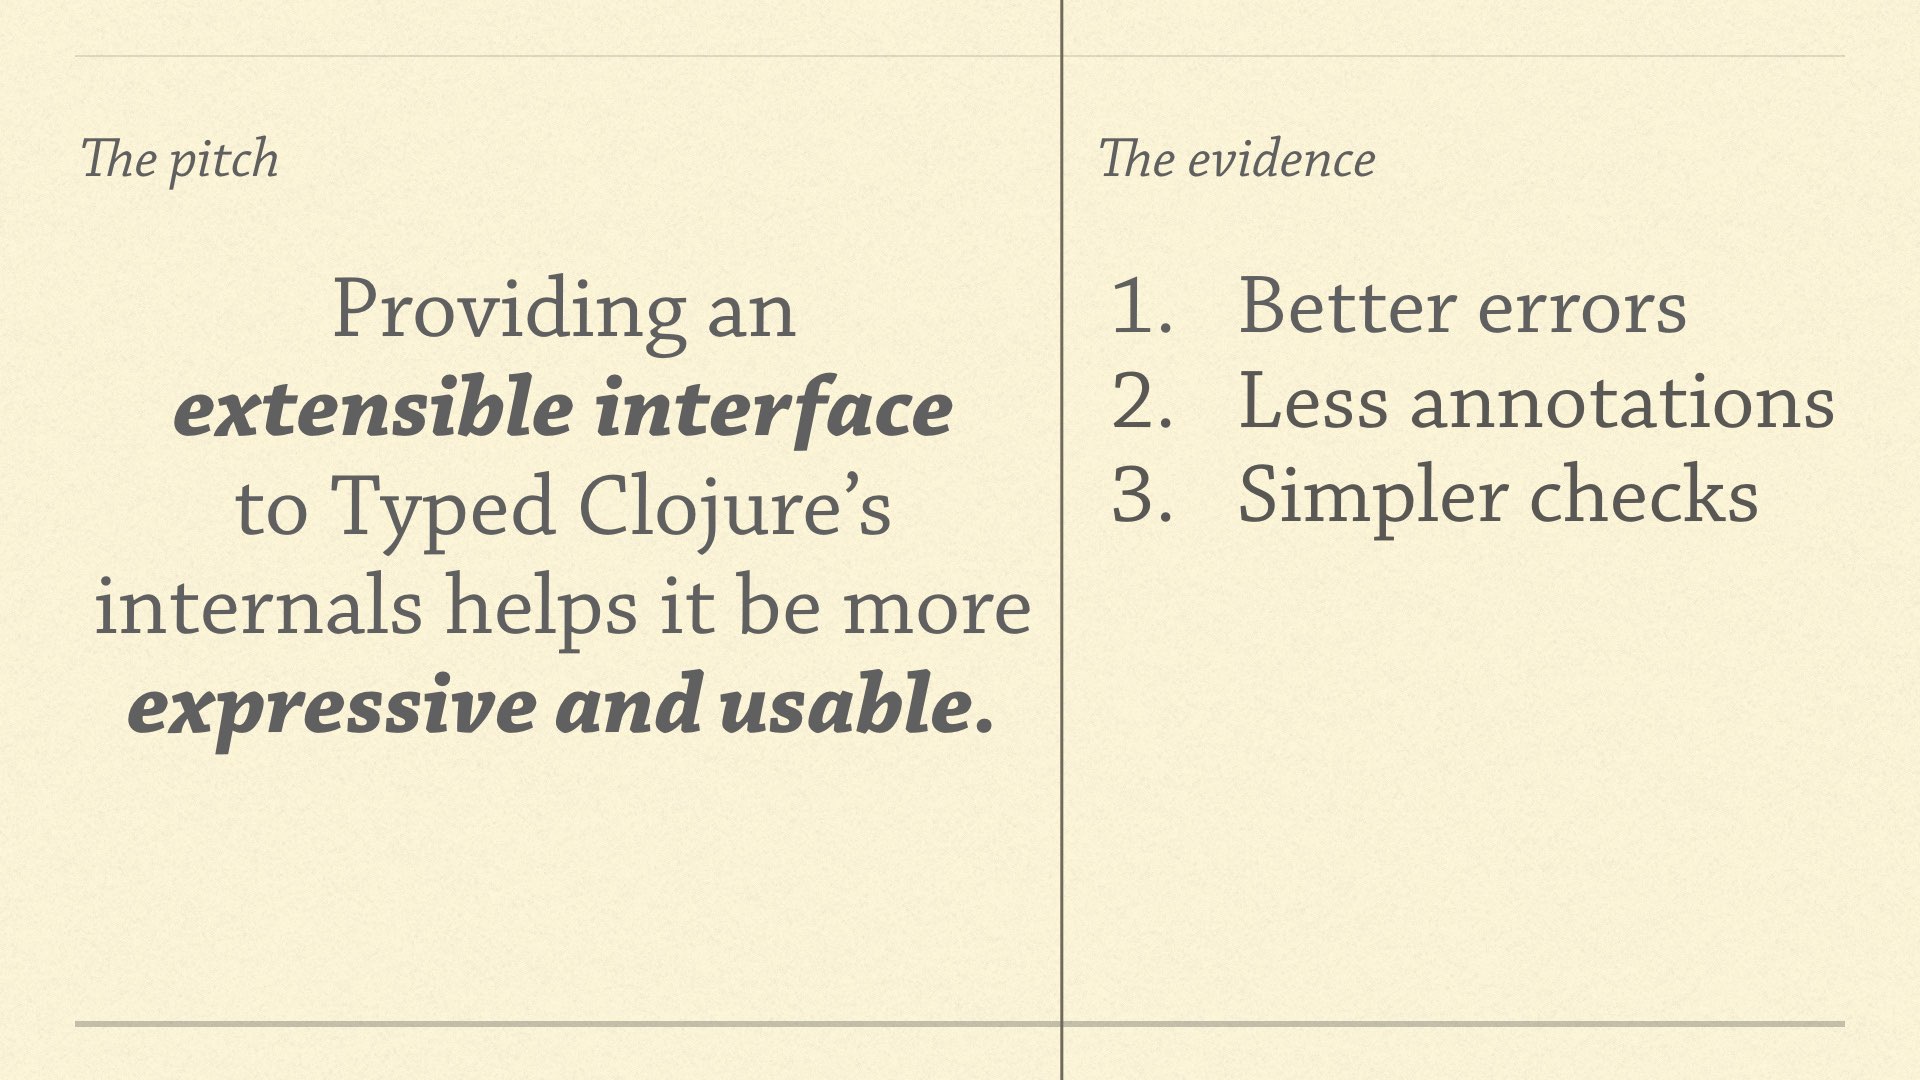 The pitch
Providing an
extensible interface
to Typed Clojure’s
internals helps it be more
expressive and usable.
The evidence
1. Better errors
2. Less annotations
3. Simpler checks